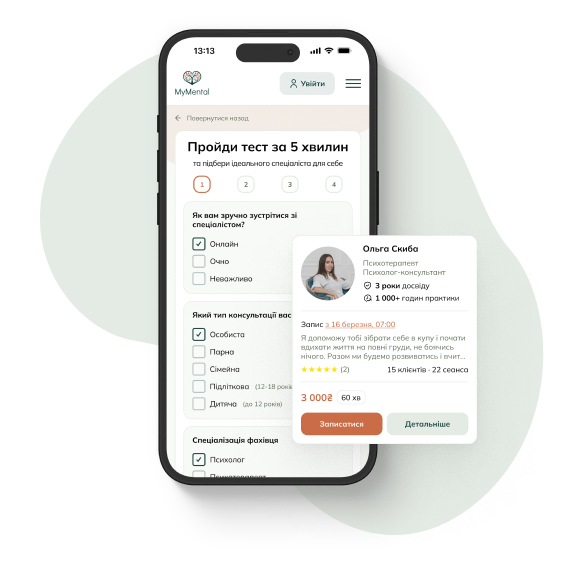 13:13
MyMental
Увійти
Повернутися назад
Пройди тест за 5 хвилин
та підбери ідеального спеціаліста для себе
1 2 3 4
Як вам зручно зустрітися зі
спеціалістом?
Онлайн
Очно
Неважливо
Який тип консультації вас
Особиста
Парна
Сімейна
Підліткова (12-18 років
Дитяча (до 12 років)
Спеціалізація фахівця
Психолог
Психотерапевт
Ольга Скиба
Психотерапевт
Психолог-консультант
3 роки досвіду
1 000+ годин практики
Запис з 16 березня, 07:00
Я допоможу тобі зібрати себе в купу і почати
вдихати життя на повні груди, не боячись
нічого. Разом ми будемо розвиватись і вчит...
(2) 15 клієнтів · 22 сеанса
3 000₴ 60 хв
Записатися Детальніше